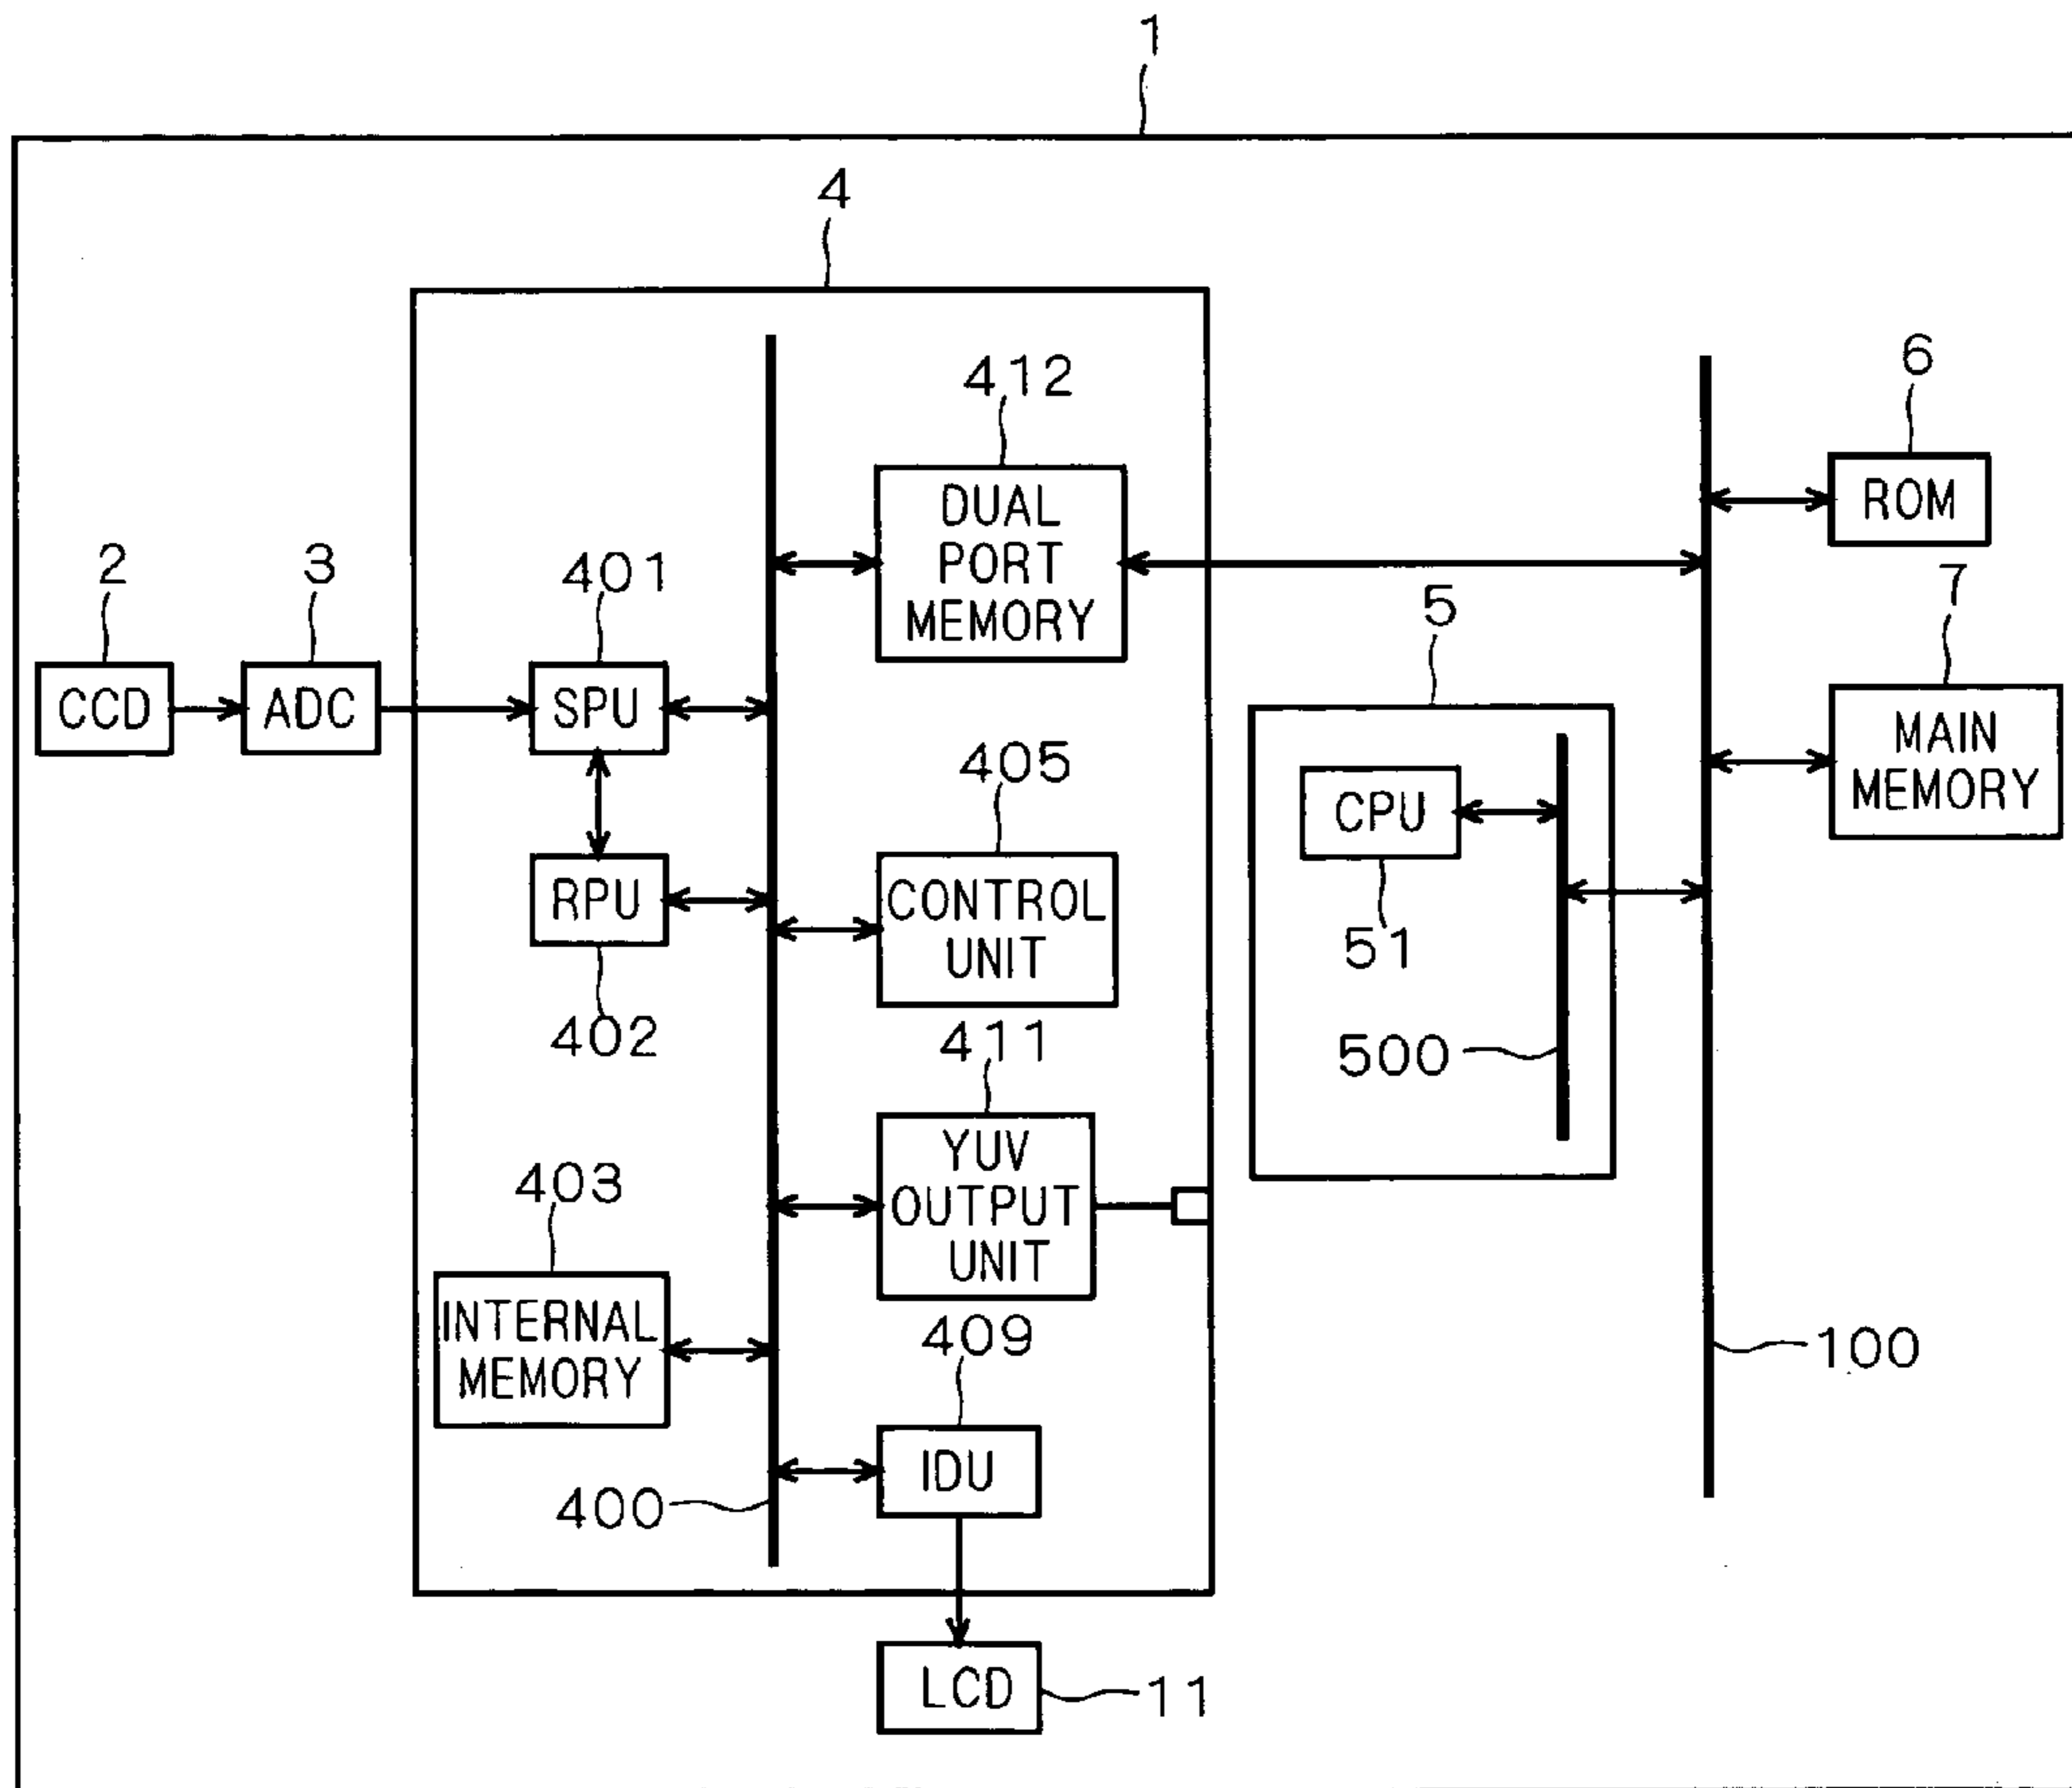 1
4
412
DUAL
PORT
MEMORY
6
ROM
2
CCD
3
ADC
401
SPU
5
7
MAIN
MEMORY
405
CPU
51
RPU
402
CONTROL
UNIT
411
500
YUV
OUTPUT
UNIT
403
INTERNAL
MEMORY
409
100
IDU
400
LCD
11